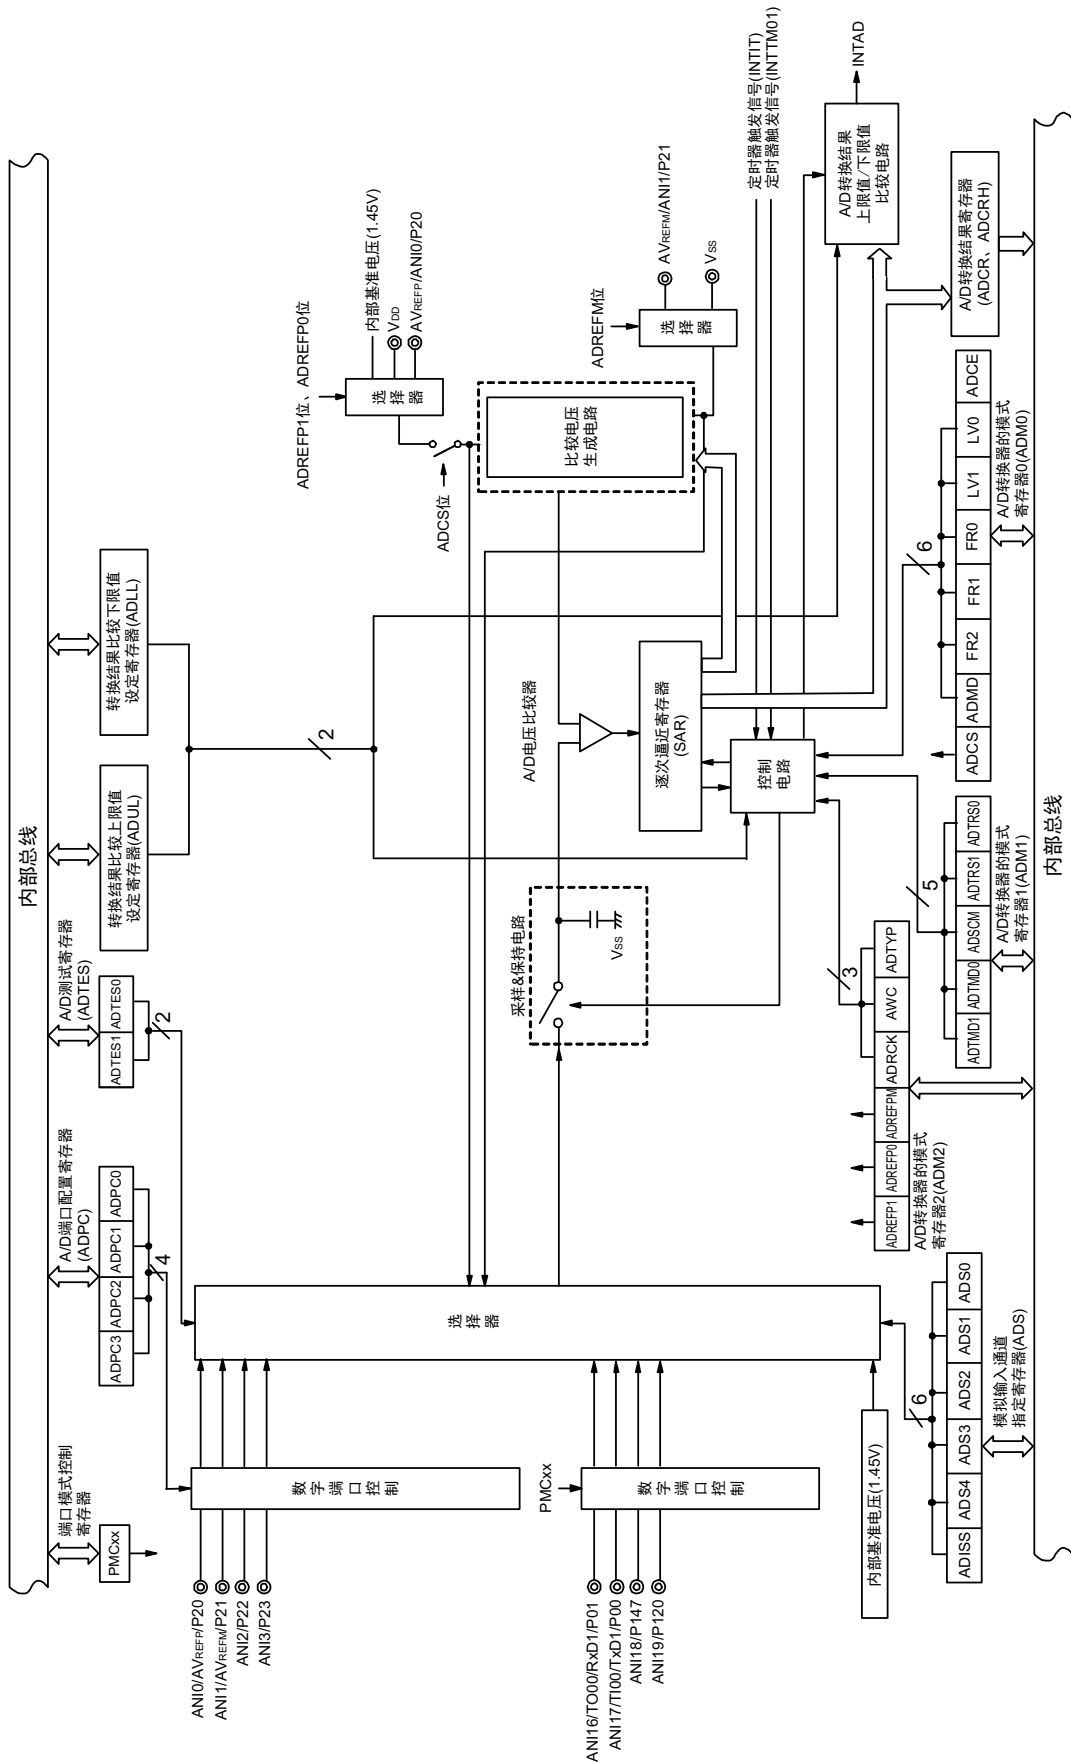 内部总线
端口模式控制
寄存器
PMCxx
A/D端口配置寄存器
(ADPC)
ADPC3
ADPC2
ADPC1
ADPC0
4
A/D测试寄存器
(ADTES)
ADTES1
ADTES0
2
转换结果比较上限值
设定寄存器(ADUL)
转换结果比较下限值
设定寄存器(ADLL)
2
ADREFP1位、ADREFP0位
选择器
内部基准电压(1.45V)
VDD
AVREFP/ANI0/P20
ADCS位
比较电压
生成电路
ADREFM位
选择器
AVREFM/ANI1/P21
VSS
ANI0/AVREFP/P20
ANI1/AVREFM/P21
ANI2/P22
ANI3/P23
数字端口控制
ANI16/TO00/RxD1/P01
ANI17/TI00/TxD1/P00
ANI18/P147
ANI19/P120
PMCxx
数字端口控制
选择器
内部基准电压(1.45V)
采样&保持电路
VSS
A/D电压比较器
逐次逼近寄存器
(SAR)
控制
电路
定时器触发信号(INTIT)
定时器触发信号(INTTM01)
A/D转换结果
上限值/下限值
比较电路
INTAD
A/D转换结果寄存器
(ADCR、ADCRH)
6
ADISS
ADS4
ADS3
ADS2
ADS1
ADS0
模拟输入通道
指定寄存器(ADS)
3
ADREFP1
ADREFP0
ADREFPM
ADRCK
AWC
ADTYP
A/D转换器的模式
寄存器2(ADM2)
5
ADTMD1
ADTMD0
ADSCM
ADTRS1
ADTRS0
A/D转换器的模式
寄存器1(ADM1)
6
ADCS
ADMD
FR2
FR1
FR0
LV1
LV0
ADCE
A/D转换器的模式
寄存器0(ADM0)
内部总线